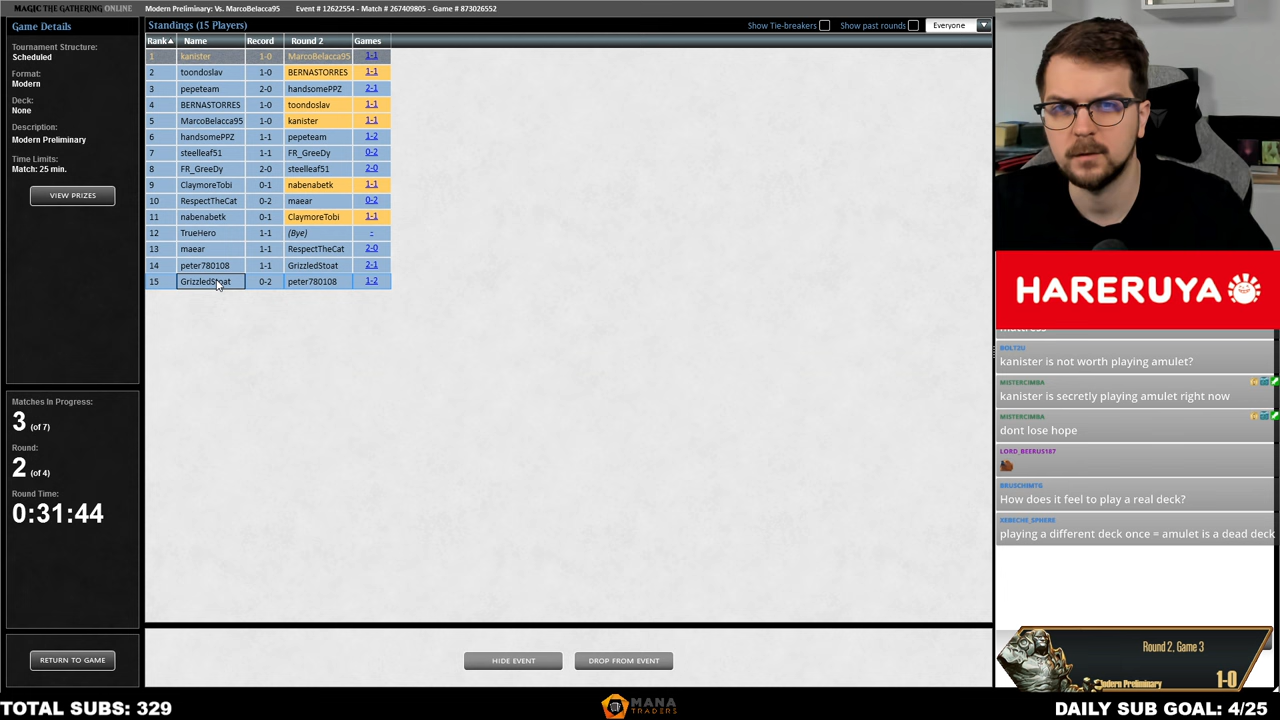 MAGIC THE GATHERING ONLINE Modern Preliminary: Vs. MarcoBelacca95 Event # 12622554 - Match # 267409805 - Game # 873026552
Game Details
Tournament Structure:
Scheduled
Format:
Modern
Deck:
None
Description:
Modern Preliminary
Time Limits:
Match: 25 min.
VIEW PRIZES
Matches In Progress:
3 (of 7)
Round:
2 (of 4)
Round Time:
0:31:44
RETURN TO GAME
Standings (15 Players)
Show Tie-breakers Show past rounds Everyone
Rank Name Record Round 2 Games
1 kanister 1-0 MarcoBelacca95 1-1
2 toondoslav 1-0 BERNASTORRES 1-1
3 pepeteam 2-0 handsomePPZ 2-1
4 BERNASTORRES 1-0 toondoslav 1-1
5 MarcoBelacca95 1-0 kanister 1-1
6 handsomePPZ 1-1 pepeteam 1-2
7 steelleaf51 1-1 FR_GreeDy 0-2
8 FR_GreeDy 2-0 steelleaf51 2-0
9 ClaymoreTobi 0-1 nabenabetk 1-1
10 RespectTheCat 0-2 maear 0-2
11 nabenabetk 0-1 ClaymoreTobi 1-1
12 TrueHero 1-1 (Bye) -
13 maear 1-1 RespectTheCat 2-0
14 peter780108 1-1 GrizzledStoat 2-1
15 GrizzledStoat 0-2 peter780108 1-2
HIDE EVENT DROP FROM EVENT
HARERUYA
BOLT2U
kanister is not worth playing amulet?
MISTERCIMBA
kanister is secretly playing amulet right now
MISTERCIMBA
dont lose hope
LORD_BEERUS187
BRUSCHIMTG
How does it feel to play a real deck?
XEBECHE_SPHERE
playing a different deck once = amulet is a dead deck
Round 2, Game 3
Modern Preliminary 1-0
TOTAL SUBS: 329
MANA
TRADERS
DAILY SUB GOAL: 4/25